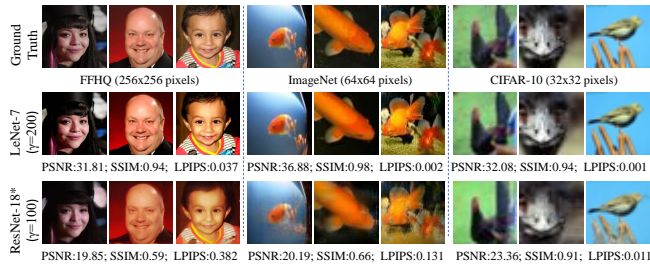 Ground
Truth
FFHQ (256x256 pixels)
ImageNet (64x64 pixels)
CIFAR-10 (32x32 pixels)
LeNet-7
(γ=200)
PSNR:31.81; SSIM:0.94; LPIPS:0.037
PSNR:36.88; SSIM:0.98; LPIPS:0.002
PSNR:32.08; SSIM:0.94; LPIPS:0.001
ResNet-18*
(γ=100)
PSNR:19.85; SSIM:0.59; LPIPS:0.382
PSNR:20.19; SSIM:0.66; LPIPS:0.131
PSNR:23.36; SSIM:0.91; LPIPS:0.011